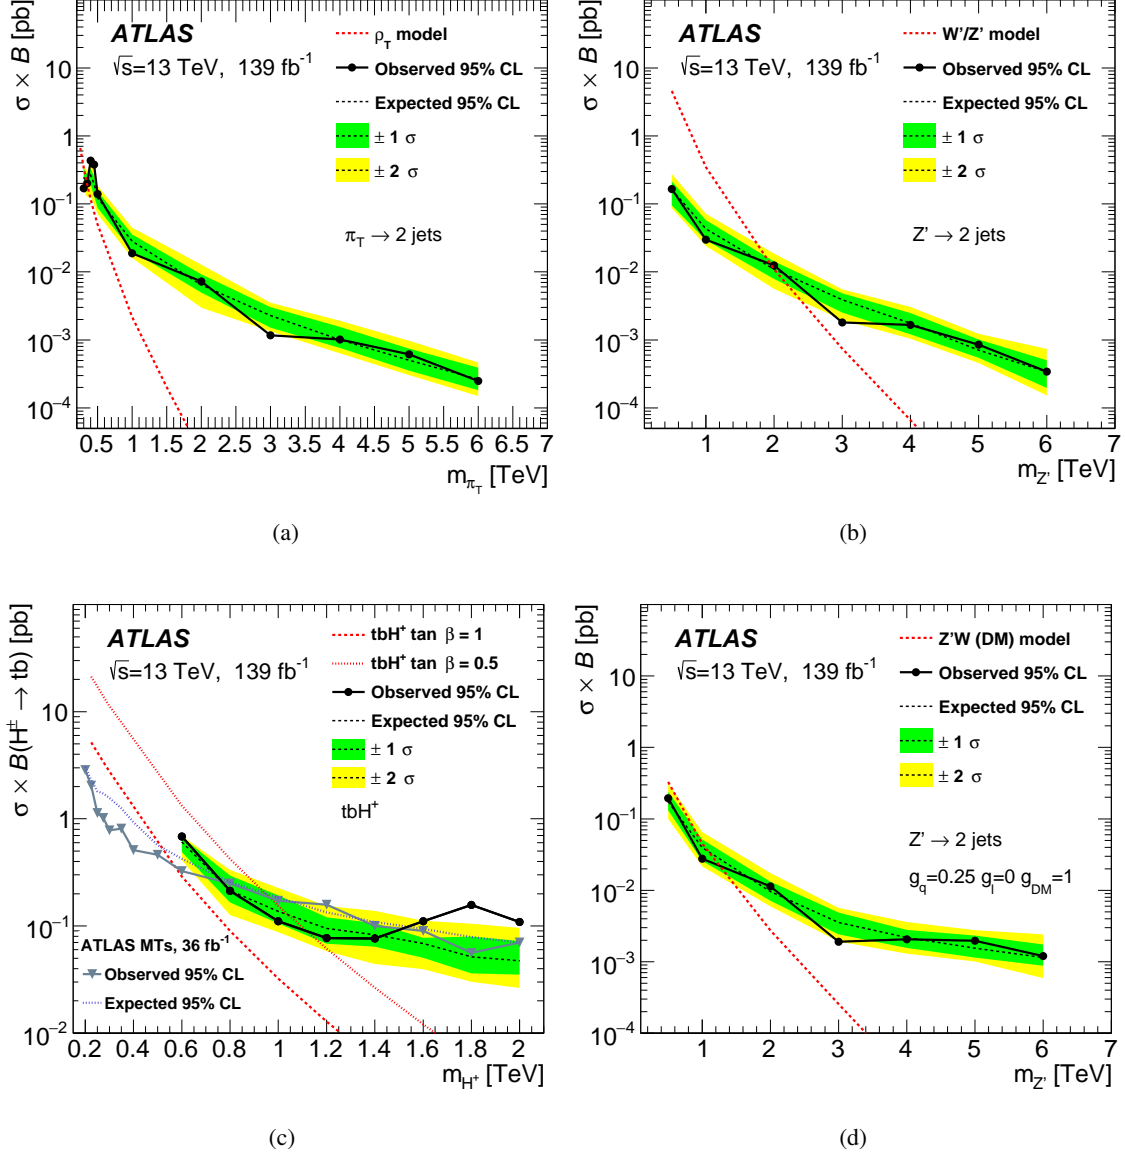 σ × B [pb]
ATLAS
√s=13 TeV, 139 fb⁻¹
ρ_T model
Observed 95% CL
Expected 95% CL
± 1 σ
± 2 σ
π_T → 2 jets
10
1
10⁻¹
10⁻²
10⁻³
10⁻⁴
0.5 1 1.5 2 2.5 3 3.5 4 4.5 5 5.5 6 6.5 7
m_π_T [TeV]
(a)
σ × B [pb]
ATLAS
√s=13 TeV, 139 fb⁻¹
W'/Z' model
Observed 95% CL
Expected 95% CL
± 1 σ
± 2 σ
Z' → 2 jets
10
1
10⁻¹
10⁻²
10⁻³
10⁻⁴
1 2 3 4 5 6 7
m_Z' [TeV]
(b)
σ × B(H± → tb) [pb]
ATLAS
√s=13 TeV, 139 fb⁻¹
tbH⁺ tan β = 1
tbH⁺ tan β = 0.5
Observed 95% CL
Expected 95% CL
± 1 σ
± 2 σ
tbH⁺
ATLAS MTs, 36 fb⁻¹
Observed 95% CL
Expected 95% CL
10
1
10⁻¹
10⁻²
0.2 0.4 0.6 0.8 1 1.2 1.4 1.6 1.8 2
m_H⁺ [TeV]
(c)
σ × B [pb]
ATLAS
√s=13 TeV, 139 fb⁻¹
Z'W (DM) model
Observed 95% CL
Expected 95% CL
± 1 σ
± 2 σ
Z' → 2 jets
g_q=0.25 g_l=0 g_DM=1
10
1
10⁻¹
10⁻²
10⁻³
10⁻⁴
1 2 3 4 5 6 7
m_Z' [TeV]
(d)